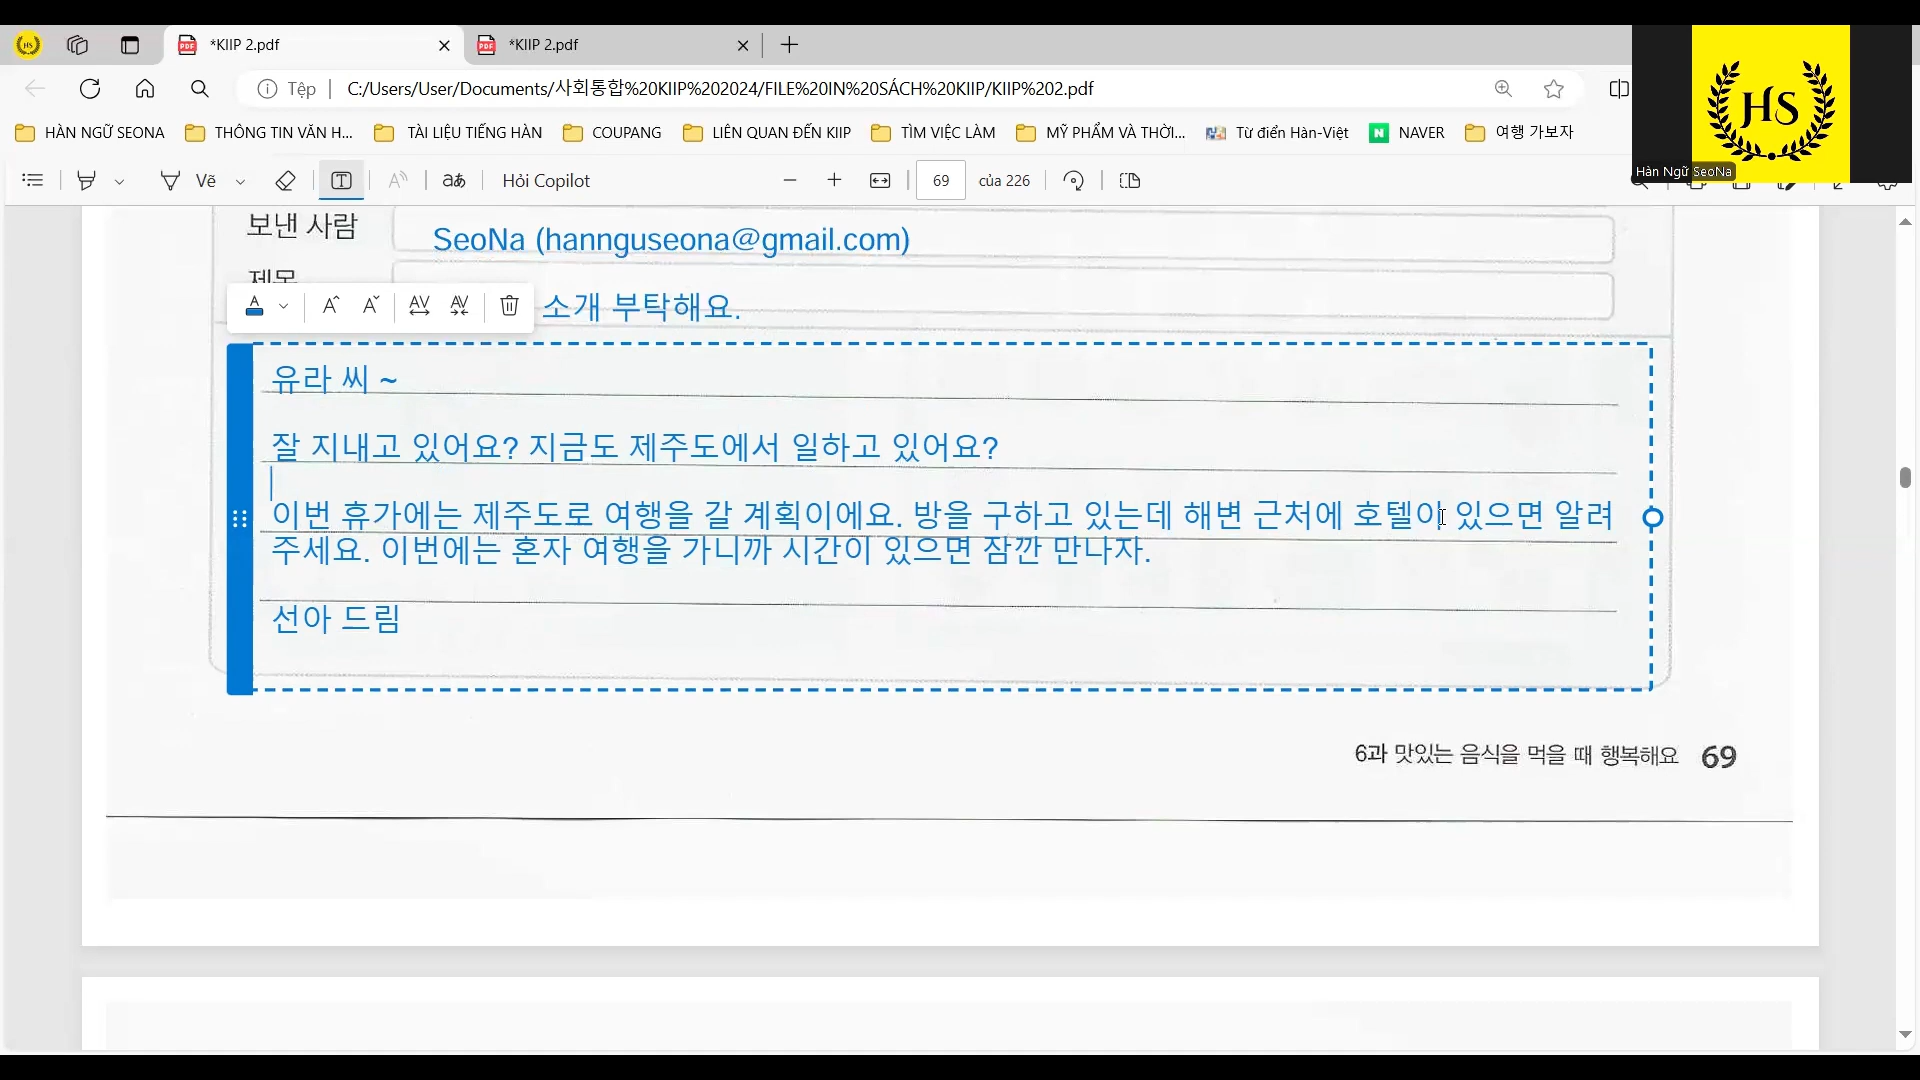 *KIIP 2.pdf
*KIIP 2.pdf
HS
Tệp
C:/Users/User/Documents/사회통합%20KIIP%202024/FILE%20IN%20SÁCH%20KIIP/KIIP%202.pdf
HÀN NGỮ SEONA
THÔNG TIN VĂN H...
TÀI LIỆU TIẾNG HÀN
COUPANG
LIÊN QUAN ĐẾN KIIP
TÌM VIỆC LÀM
MỸ PHẨM VÀ THỜI...
Từ điển Hàn-Việt
NAVER
여행 가보자
Hàn Ngữ SeoNa
Vẽ
aあ
Hỏi Copilot
69
của 226
보낸 사람
SeoNa (hannguseona@gmail.com)
제목
소개 부탁해요.
유라 씨 ~
잘 지내고 있어요? 지금도 제주도에서 일하고 있어요?
이번 휴가에는 제주도로 여행을 갈 계획이에요. 방을 구하고 있는데 해변 근처에 호텔이 있으면 알려
주세요. 이번에는 혼자 여행을 가니까 시간이 있으면 잠깐 만나자.
선아 드림
6과 맛있는 음식을 먹을 때 행복해요 69